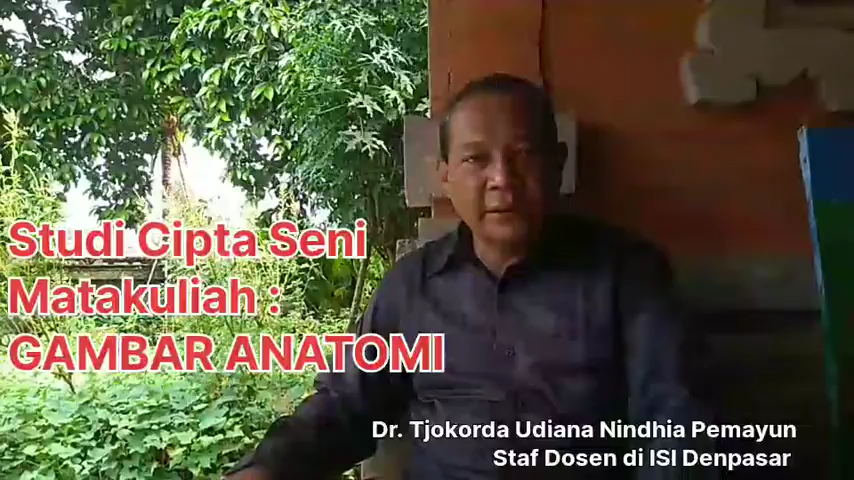 Studi Cipta Seni
Matakuliah :
GAMBAR ANATOMI
Dr. Tjokorda Udiana Nindhia Pemayun
Staf Dosen di ISI Denpasar